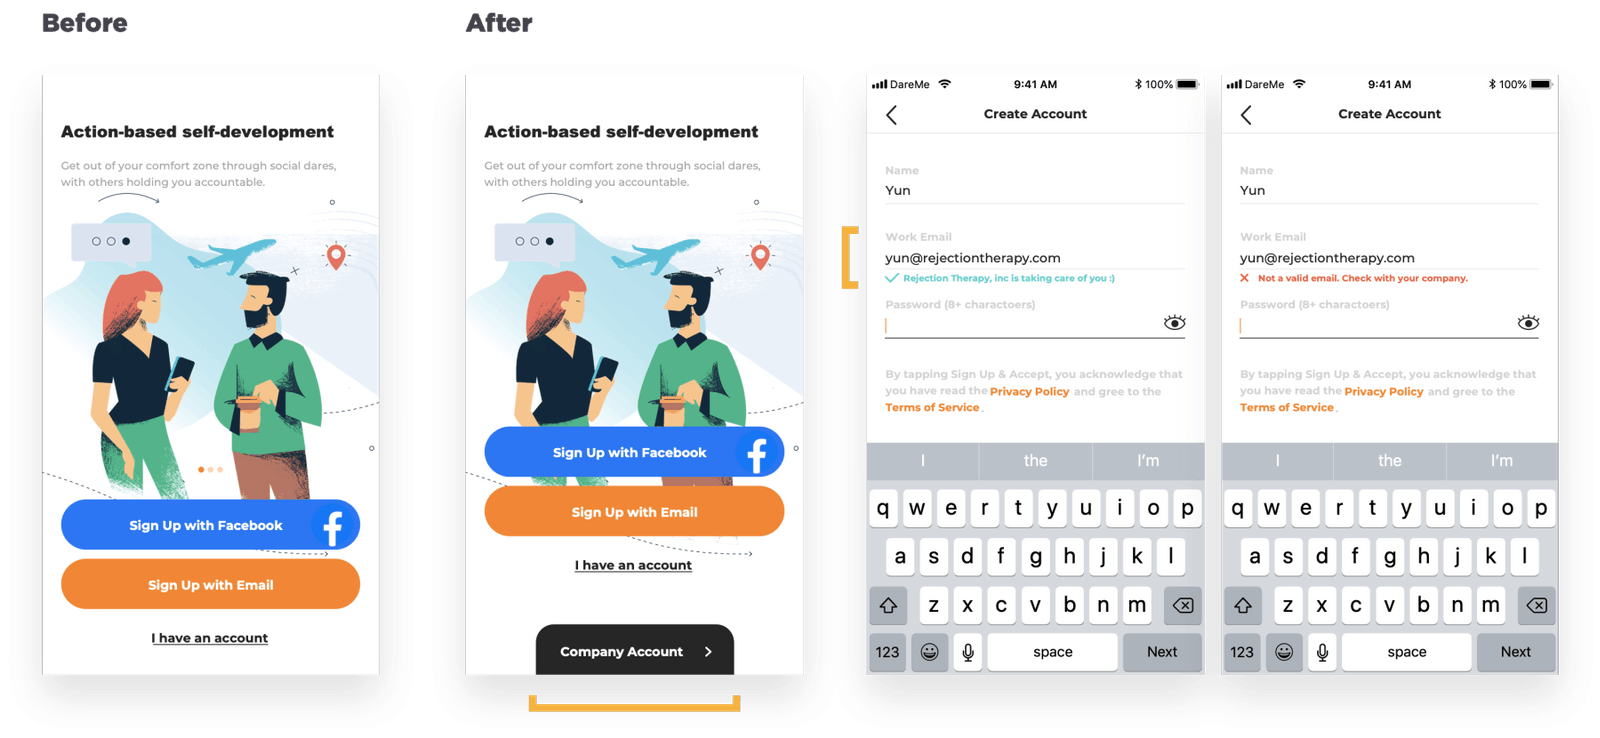 Before
After
Action-based self-development
Get out of your comfort zone through social dares,
with others holding you accountable.
Sign Up with Facebook
Sign Up with Email
I have an account
Action-based self-development
Get out of your comfort zone through social dares,
with others holding you accountable.
Sign Up with Facebook
Sign Up with Email
I have an account
Company Account
DareMe
9:41 AM
100%
Create Account
Name
Yun
Work Email
yun@rejectiontherapy.com
Rejection Therapy, inc is taking care of you :)
Password (8+ charactoers)
By tapping Sign Up & Accept, you acknowledge that
you have read the Privacy Policy and gree to the
Terms of Service.
I the I'm
q w e r t y u i o p
a s d f g h j k l
z x c v b n m
123 space Next
DareMe
9:41 AM
100%
Create Account
Name
Yun
Work Email
yun@rejectiontherapy.com
Not a valid email. Check with your company.
Password (8+ charactoers)
By tapping Sign Up & Accept, you acknowledge that
you have read the Privacy Policy and gree to the
Terms of Service.
I the I'm
q w e r t y u i o p
a s d f g h j k l
z x c v b n m
123 space Next